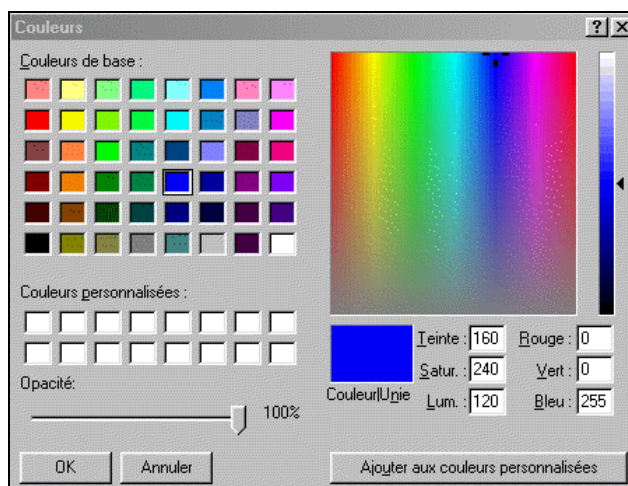 Couleurs
Couleurs de base :
Couleurs personnalisées :
Opacité:
100%
OK Annuler
Couleur|Unie
Teinte : 160 Rouge : 0
Satur. : 240 Vert : 0
Lum. : 120 Bleu : 255
Ajouter aux couleurs personnalisées